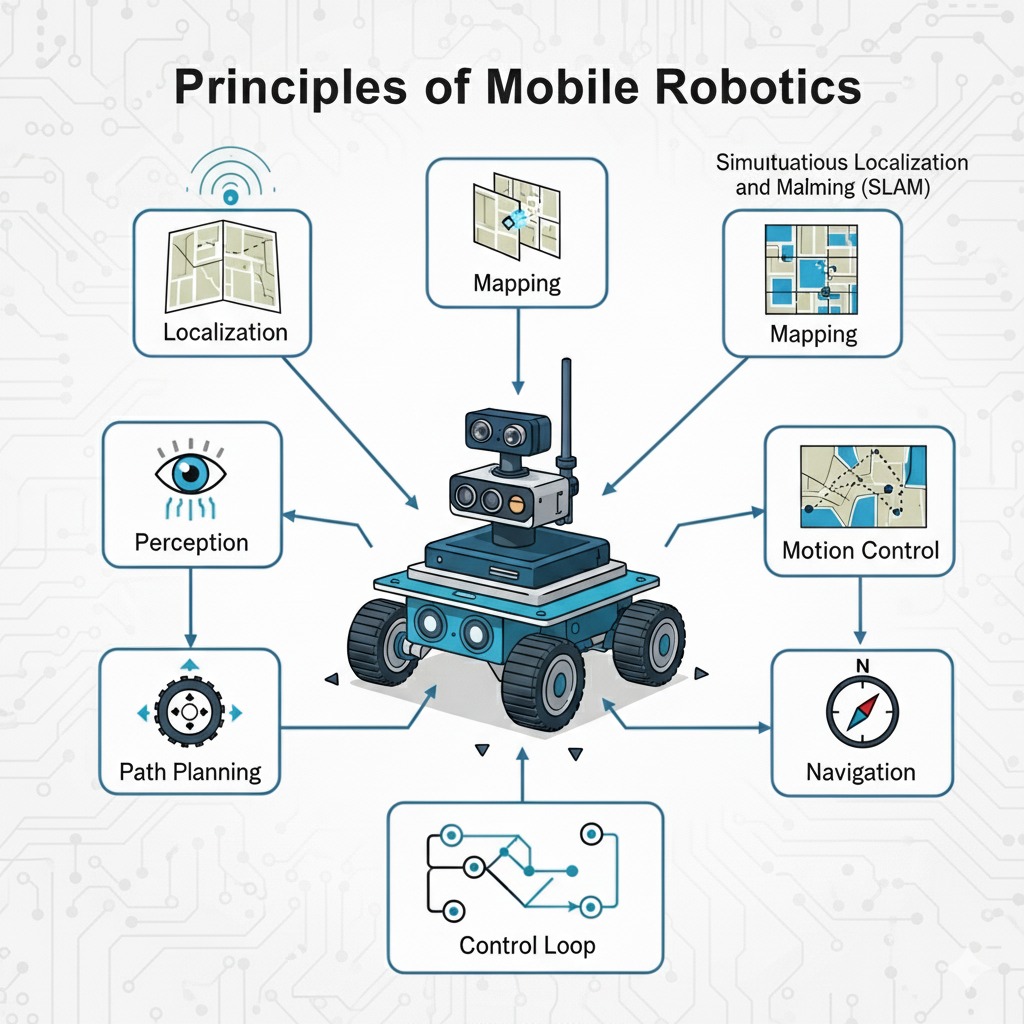 Principles of Mobile Robotics
Simuıtuatious Localization
and Malming (SLAM)
Localization
Mapping
Mapping
Perception
Motion Control
Path Planning
N
Navigation
Control Loop